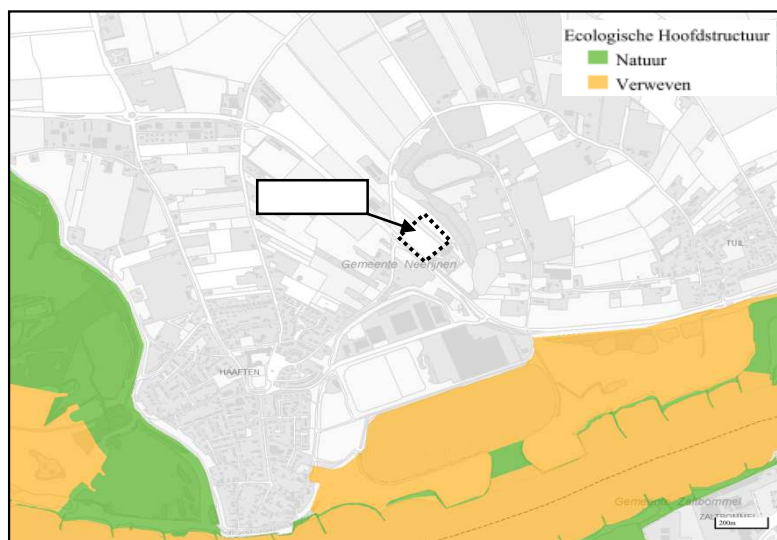 Ecologische Hoofdstructuur
Natuur
Verweven
Gemeente Neerijnen
TUIL
HAAFTEN
Gemeente Zaltbommel
ZALTBOMMEL
200m